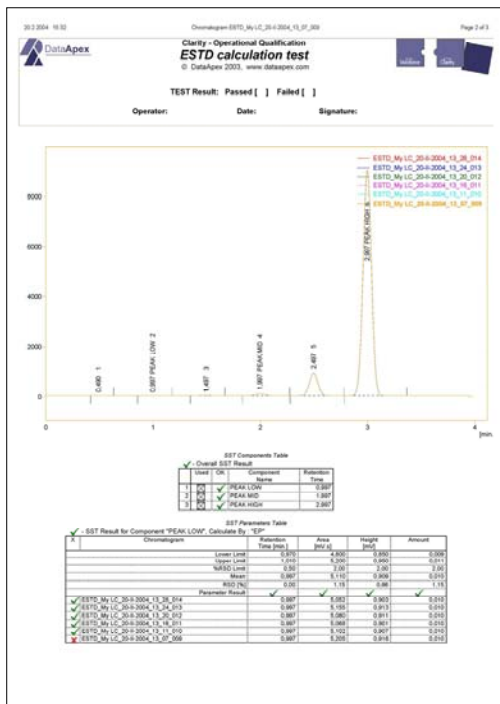 20.2.2004 16:52 Chromatogram ESTD_My LC_20-II-2004_13_07_009 Page 2 of 3
DataApex
Clarity - Operational Qualification
ESTD calculation test
© DataApex 2003, www.dataapex.com
TEST Result: Passed [ ] Failed [ ]
Operator: Date: Signature:
ESTD_My LC_20-II-2004_13_28_014
ESTD_My LC_20-II-2004_13_24_013
ESTD_My LC_20-II-2004_13_20_012
ESTD_My LC_20-II-2004_13_16_011
ESTD_My LC_20-II-2004_13_11_010
ESTD_My LC_20-II-2004_13_07_009
8000
6000
4000
2000
0
0,490 1
0,997 PEAK LOW 2
1,497 3
1,997 PEAK MID 4
2,497 5
2,997 PEAK HIGH 6
0 1 2 3 4
[min.]
SST Components Table
- Overall SST Result
Used OK Component Name Retention Time
1 PEAK LOW 0.997
2 PEAK MID 1.997
3 PEAK HIGH 2.997
SST Parameters Table
- SST Result for Component "PEAK LOW", Calculate By : "EP"
X Chromatogram Retention Time [min.] Area [mV.s] Height [mV] Amount
Lower Limit 0,970 4,800 0,850 0,009
Upper Limit 1,010 5,200 0,950 0,011
%RSD Limit 0,50 2,00 2,00 2,00
Mean 0,997 5,110 0,909 0,010
RSD [%] 0,00 1,15 0,86 1,15
Parameter Result
ESTD_My LC_20-II-2004_13_28_014 0,997 5,052 0,903 0,010
ESTD_My LC_20-II-2004_13_24_013 0,997 5,155 0,913 0,010
ESTD_My LC_20-II-2004_13_20_012 0,997 5,080 0,911 0,010
ESTD_My LC_20-II-2004_13_16_011 0,997 5,068 0,901 0,010
ESTD_My LC_20-II-2004_13_11_010 0,997 5,102 0,907 0,010
ESTD_My LC_20-II-2004_13_07_009 0,997 5,205 0,918 0,010